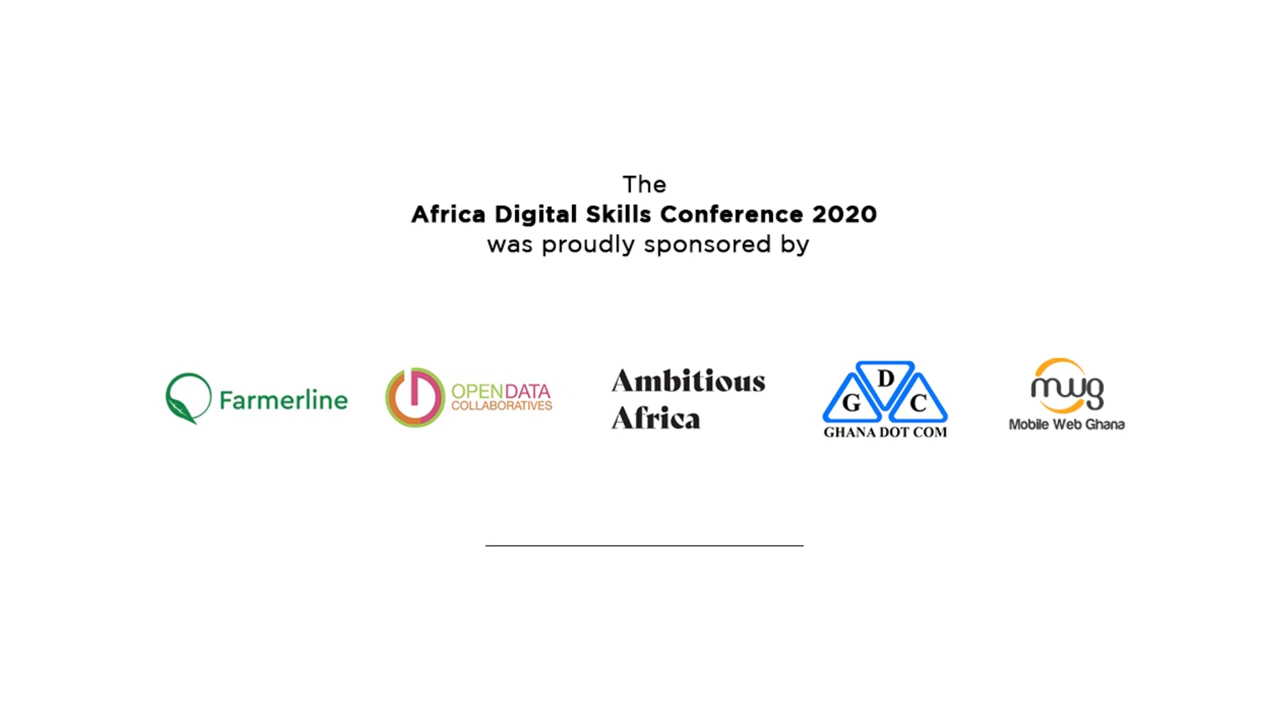 The
Africa Digital Skills Conference 2020
was proudly sponsored by
Farmerline
OPENDATA
COLLABORATIVES
Ambitious
Africa
D
G C
GHANA DOT COM
mwg
Mobile Web Ghana